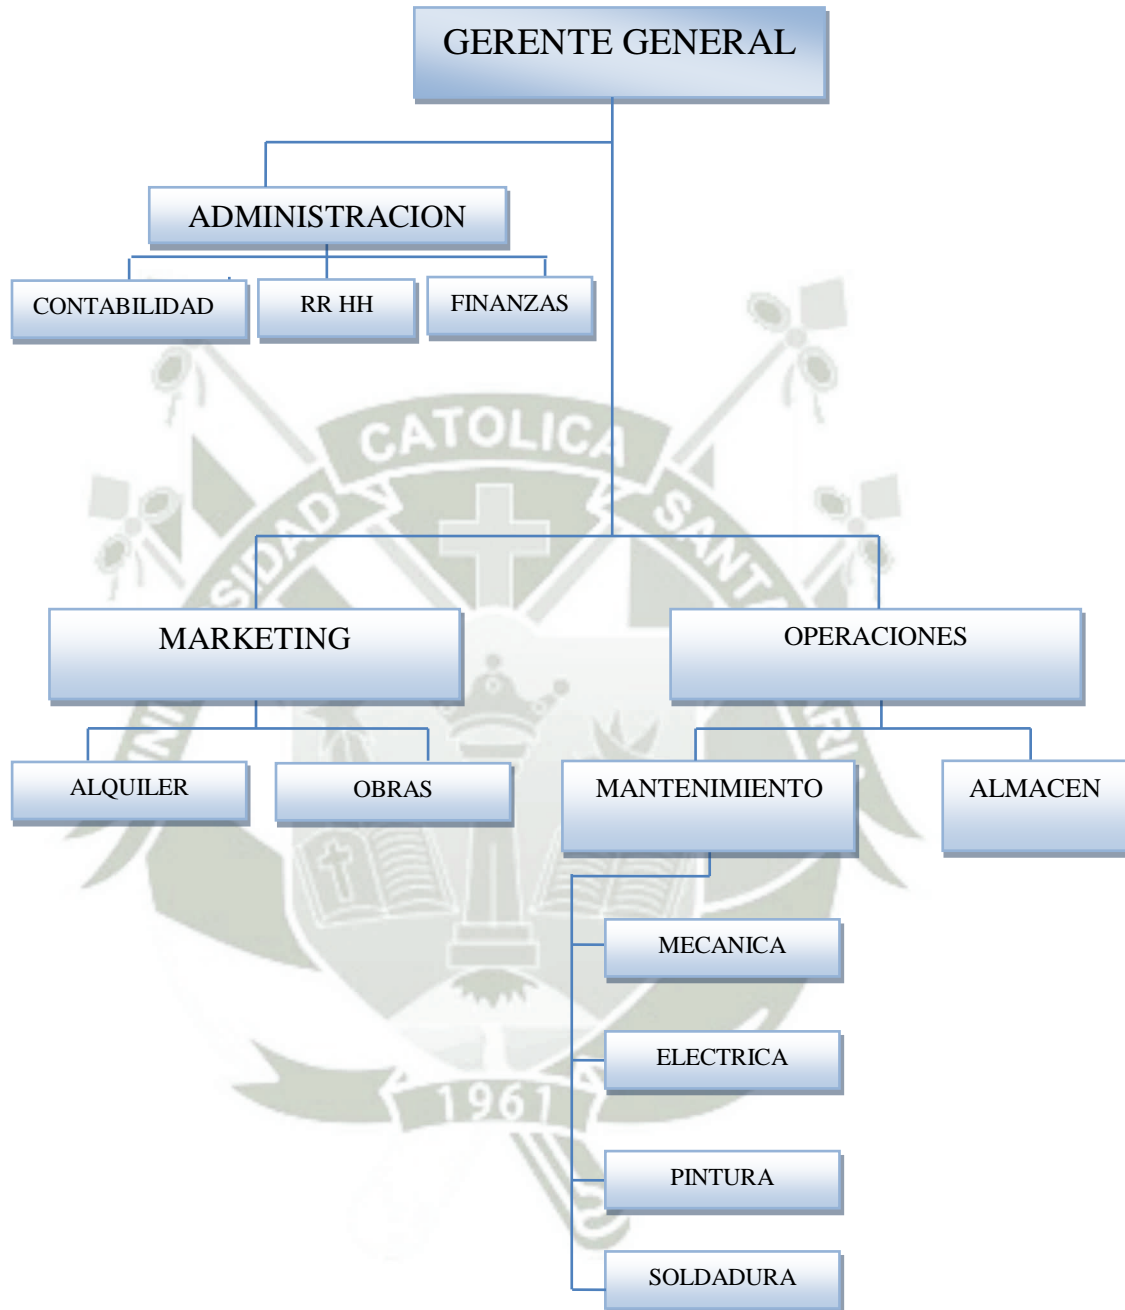 GERENTE GENERAL
ADMINISTRACION
CONTABILIDAD
RR HH
FINANZAS
CATOLICA
SANTA
MARKETING
OPERACIONES
ALQUILER
OBRAS
MANTENIMIENTO
ALMACEN
MECANICA
ELECTRICA
1961
PINTURA
SOLDADURA